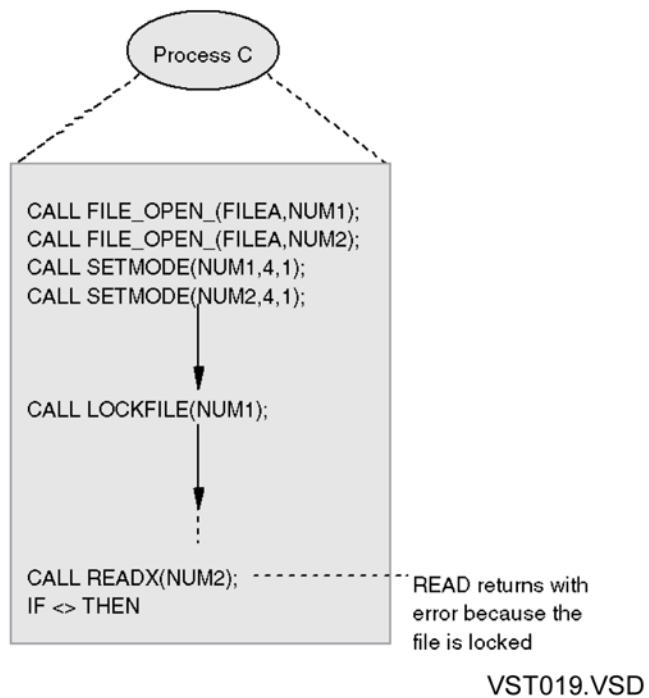 Process C
CALL FILE_OPEN_(FILEA,NUM1);
CALL FILE_OPEN_(FILEA,NUM2);
CALL SETMODE(NUM1,4,1);
CALL SETMODE(NUM2,4,1);
CALL LOCKFILE(NUM1);
CALL READX(NUM2);
IF <> THEN
READ returns with
error because the
file is locked
VST019.VSD